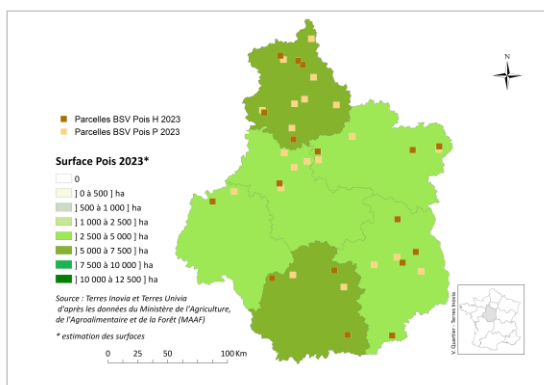 N
Parcelles BSV Pois H 2023
Parcelles BSV Pois P 2023
Surface Pois 2023*
0
] 0 à 500 ] ha
] 500 à 1 000 ] ha
] 1 000 à 2 500 ] ha
] 2 500 à 5 000 ] ha
] 5 000 à 7 500 ] ha
] 7 500 à 10 000 ] ha
] 10 000 à 12 500 ] ha
Source : Terres Inovia et Terres Univia
d'après les données du Ministère de l'Agriculture,
de l'Agroalimentaire et de la Forêt (MAAF)
* estimation des surfaces
0 25 50 100 Km
V. Quartier - Terres Inovia